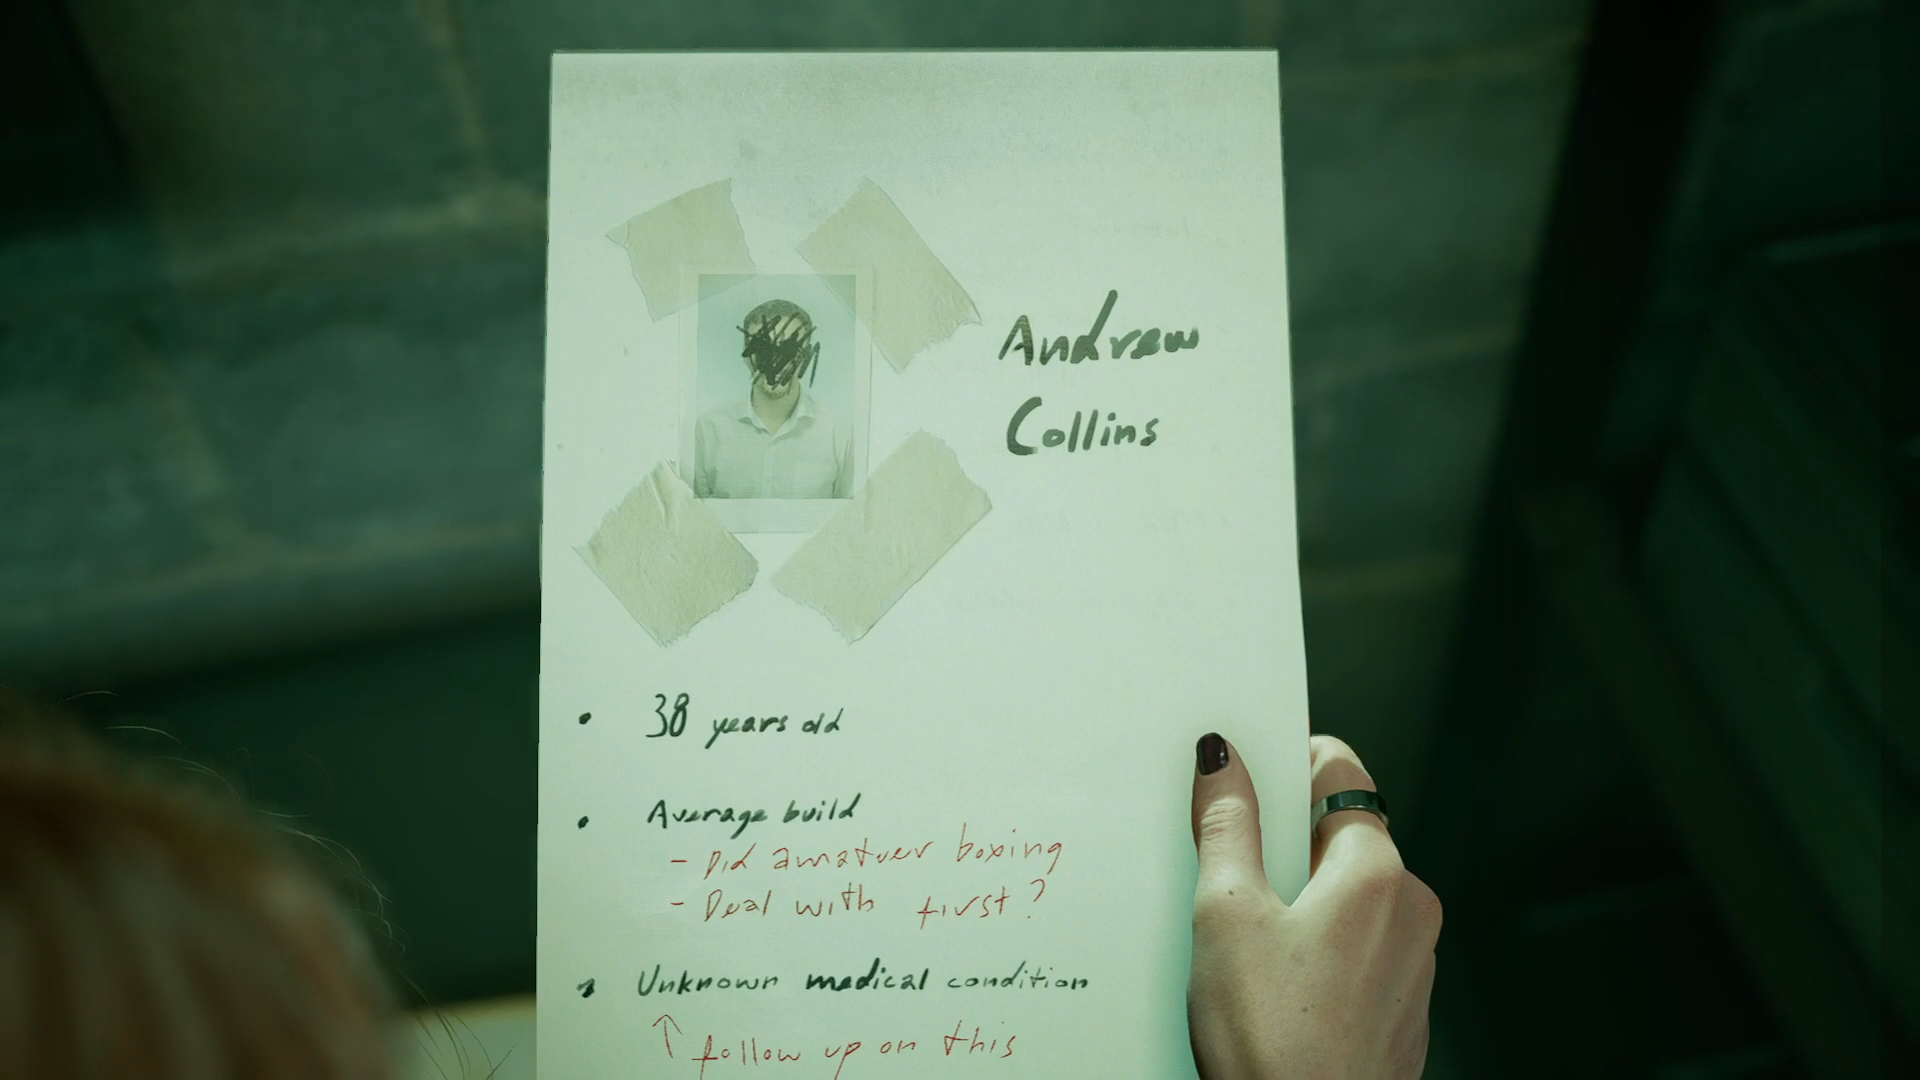 Andrew
Collins
38 years old
Average build
- Did amatuer boxing
- Deal with first?
Unknown medical condition
↑ follow up on this